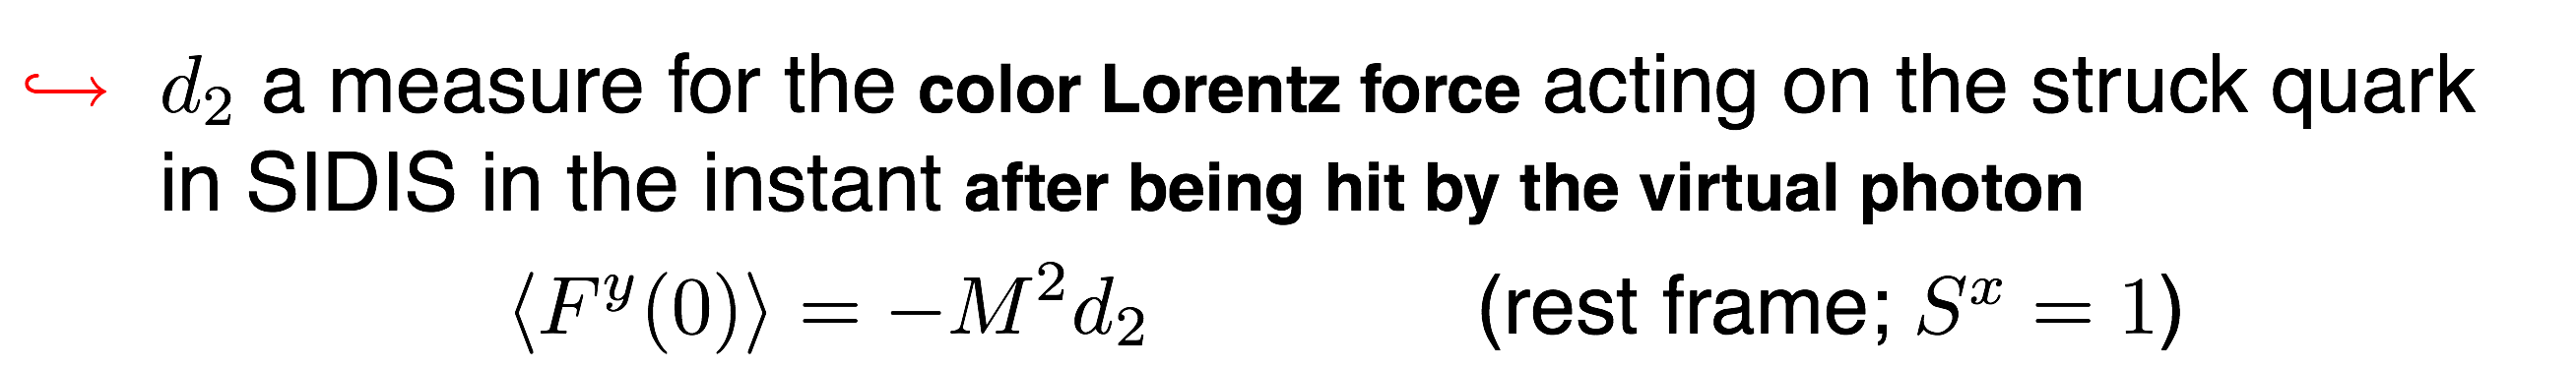 ↪ d₂ a measure for the color Lorentz force acting on the struck quark
in SIDIS in the instant after being hit by the virtual photon
⟨F^y(0)⟩ = −M²d₂ (rest frame; S^x = 1)